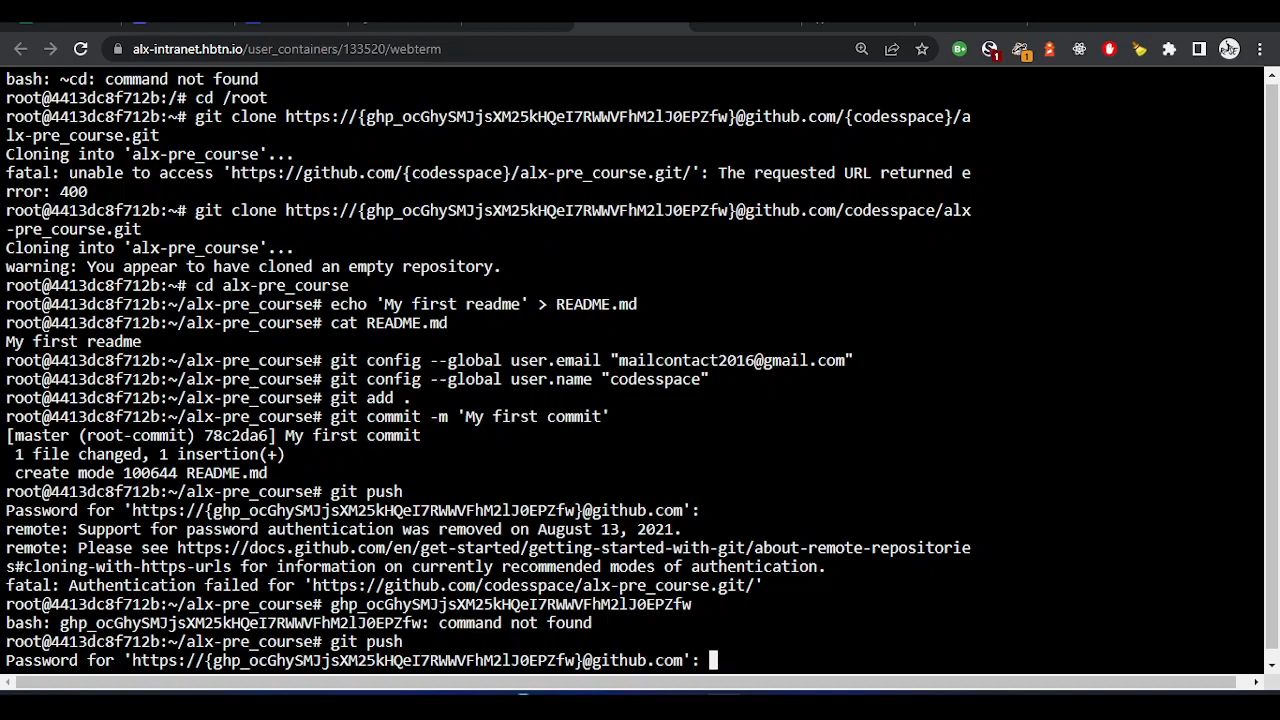 alx-intranet.hbtn.io/user_containers/133520/webterm
1
1
bash: ~cd: command not found
root@4413dc8f712b:/# cd /root
root@4413dc8f712b:~# git clone https://{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}@github.com/{codesspace}/a
lx-pre_course.git
Cloning into 'alx-pre_course'...
fatal: unable to access 'https://github.com/{codesspace}/alx-pre_course.git/': The requested URL returned e
rror: 400
root@4413dc8f712b:~# git clone https://{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}@github.com/codesspace/alx
-pre_course.git
Cloning into 'alx-pre_course'...
warning: You appear to have cloned an empty repository.
root@4413dc8f712b:~# cd alx-pre_course
root@4413dc8f712b:~/alx-pre_course# echo 'My first readme' > README.md
root@4413dc8f712b:~/alx-pre_course# cat README.md
My first readme
root@4413dc8f712b:~/alx-pre_course# git config --global user.email "mailcontact2016@gmail.com"
root@4413dc8f712b:~/alx-pre_course# git config --global user.name "codesspace"
root@4413dc8f712b:~/alx-pre_course# git add .
root@4413dc8f712b:~/alx-pre_course# git commit -m 'My first commit'
[master (root-commit) 78c2da6] My first commit
 1 file changed, 1 insertion(+)
 create mode 100644 README.md
root@4413dc8f712b:~/alx-pre_course# git push
Password for 'https://{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}@github.com':
remote: Support for password authentication was removed on August 13, 2021.
remote: Please see https://docs.github.com/en/get-started/getting-started-with-git/about-remote-repositorie
s#cloning-with-https-urls for information on currently recommended modes of authentication.
fatal: Authentication failed for 'https://github.com/codesspace/alx-pre_course.git/'
root@4413dc8f712b:~/alx-pre_course# 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
bash: 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: command not found
root@4413dc8f712b:~/alx-pre_course# git push
Password for 'https://{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}@github.com':